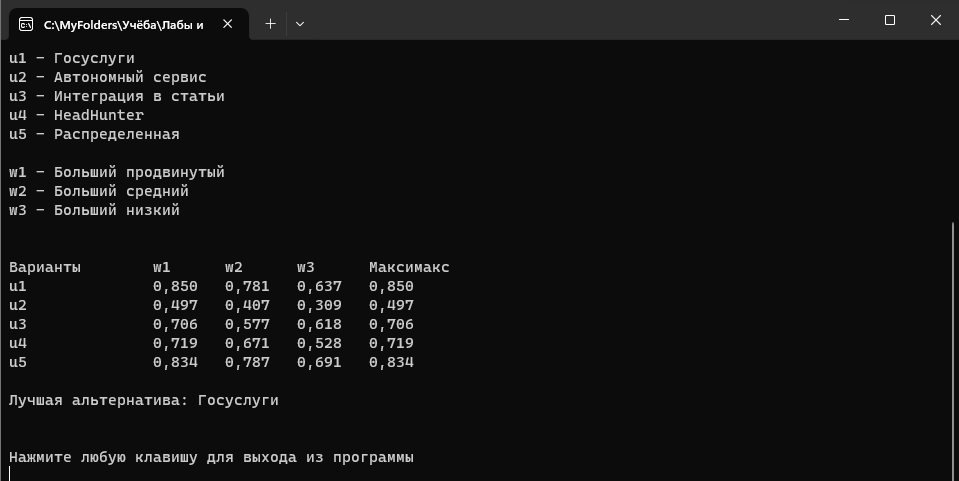 C:\MyFolders\Учёба\Лабы и
u1 – Госуслуги
u2 – Автономный сервис
u3 – Интеграция в статьи
u4 – HeadHunter
u5 – Распределенная
w1 – Больший продвинутый
w2 – Больший средний
w3 – Больший низкий
Варианты w1 w2 w3 Максимакс
u1 0,850 0,781 0,637 0,850
u2 0,497 0,407 0,309 0,497
u3 0,706 0,577 0,618 0,706
u4 0,719 0,671 0,528 0,719
u5 0,834 0,787 0,691 0,834
Лучшая альтернатива: Госуслуги
Нажмите любую клавишу для выхода из программы